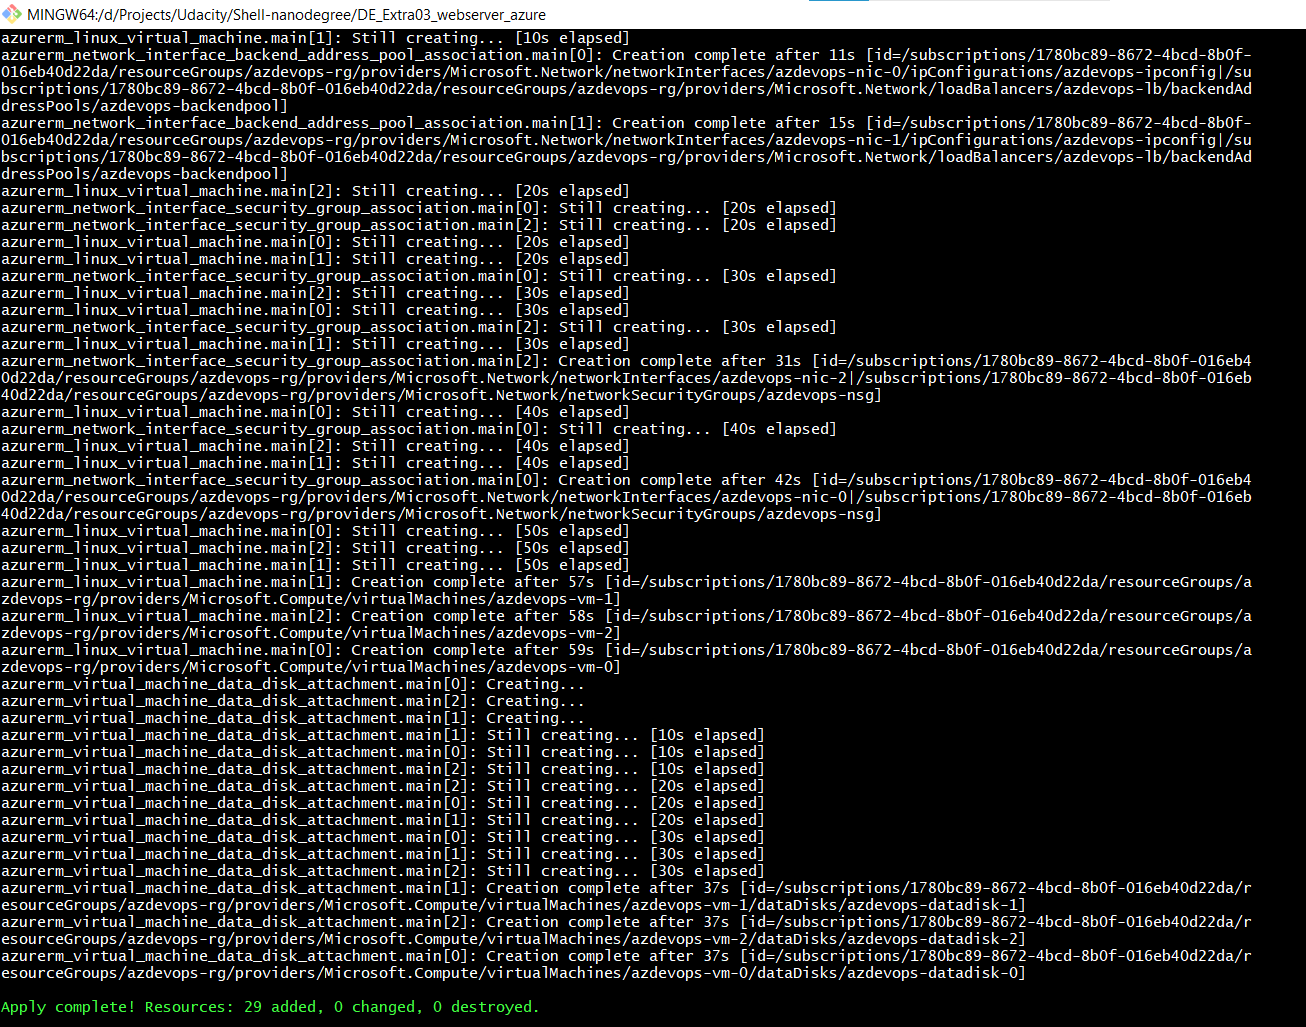 MINGW64:/d/Projects/Udacity/Shell-nanodegree/DE_Extra03_webserver_azure
azurerm_linux_virtual_machine.main[1]: Still creating... [10s elapsed]
azurerm_network_interface_backend_address_pool_association.main[0]: Creation complete after 11s [id=/subscriptions/1780bc89-8672-4bcd-8b0f-
016eb40d22da/resourceGroups/azdevops-rg/providers/Microsoft.Network/networkInterfaces/azdevops-nic-0/ipConfigurations/azdevops-ipconfig|/su
bscriptions/1780bc89-8672-4bcd-8b0f-016eb40d22da/resourceGroups/azdevops-rg/providers/Microsoft.Network/loadBalancers/azdevops-lb/backendAd
dressPools/azdevops-backendpool]
azurerm_network_interface_backend_address_pool_association.main[1]: Creation complete after 15s [id=/subscriptions/1780bc89-8672-4bcd-8b0f-
016eb40d22da/resourceGroups/azdevops-rg/providers/Microsoft.Network/networkInterfaces/azdevops-nic-1/ipConfigurations/azdevops-ipconfig|/su
bscriptions/1780bc89-8672-4bcd-8b0f-016eb40d22da/resourceGroups/azdevops-rg/providers/Microsoft.Network/loadBalancers/azdevops-lb/backendAd
dressPools/azdevops-backendpool]
azurerm_linux_virtual_machine.main[2]: Still creating... [20s elapsed]
azurerm_network_interface_security_group_association.main[0]: Still creating... [20s elapsed]
azurerm_network_interface_security_group_association.main[2]: Still creating... [20s elapsed]
azurerm_linux_virtual_machine.main[0]: Still creating... [20s elapsed]
azurerm_linux_virtual_machine.main[1]: Still creating... [20s elapsed]
azurerm_network_interface_security_group_association.main[0]: Still creating... [30s elapsed]
azurerm_linux_virtual_machine.main[2]: Still creating... [30s elapsed]
azurerm_linux_virtual_machine.main[0]: Still creating... [30s elapsed]
azurerm_network_interface_security_group_association.main[2]: Still creating... [30s elapsed]
azurerm_linux_virtual_machine.main[1]: Still creating... [30s elapsed]
azurerm_network_interface_security_group_association.main[2]: Creation complete after 31s [id=/subscriptions/1780bc89-8672-4bcd-8b0f-016eb4
0d22da/resourceGroups/azdevops-rg/providers/Microsoft.Network/networkInterfaces/azdevops-nic-2|/subscriptions/1780bc89-8672-4bcd-8b0f-016eb
40d22da/resourceGroups/azdevops-rg/providers/Microsoft.Network/networkSecurityGroups/azdevops-nsg]
azurerm_linux_virtual_machine.main[0]: Still creating... [40s elapsed]
azurerm_network_interface_security_group_association.main[0]: Still creating... [40s elapsed]
azurerm_linux_virtual_machine.main[2]: Still creating... [40s elapsed]
azurerm_linux_virtual_machine.main[1]: Still creating... [40s elapsed]
azurerm_network_interface_security_group_association.main[0]: Creation complete after 42s [id=/subscriptions/1780bc89-8672-4bcd-8b0f-016eb4
0d22da/resourceGroups/azdevops-rg/providers/Microsoft.Network/networkInterfaces/azdevops-nic-0|/subscriptions/1780bc89-8672-4bcd-8b0f-016eb
40d22da/resourceGroups/azdevops-rg/providers/Microsoft.Network/networkSecurityGroups/azdevops-nsg]
azurerm_linux_virtual_machine.main[0]: Still creating... [50s elapsed]
azurerm_linux_virtual_machine.main[2]: Still creating... [50s elapsed]
azurerm_linux_virtual_machine.main[1]: Still creating... [50s elapsed]
azurerm_linux_virtual_machine.main[1]: Creation complete after 57s [id=/subscriptions/1780bc89-8672-4bcd-8b0f-016eb40d22da/resourceGroups/a
zdevops-rg/providers/Microsoft.Compute/virtualMachines/azdevops-vm-1]
azurerm_linux_virtual_machine.main[2]: Creation complete after 58s [id=/subscriptions/1780bc89-8672-4bcd-8b0f-016eb40d22da/resourceGroups/a
zdevops-rg/providers/Microsoft.Compute/virtualMachines/azdevops-vm-2]
azurerm_linux_virtual_machine.main[0]: Creation complete after 59s [id=/subscriptions/1780bc89-8672-4bcd-8b0f-016eb40d22da/resourceGroups/a
zdevops-rg/providers/Microsoft.Compute/virtualMachines/azdevops-vm-0]
azurerm_virtual_machine_data_disk_attachment.main[0]: Creating...
azurerm_virtual_machine_data_disk_attachment.main[2]: Creating...
azurerm_virtual_machine_data_disk_attachment.main[1]: Creating...
azurerm_virtual_machine_data_disk_attachment.main[1]: Still creating... [10s elapsed]
azurerm_virtual_machine_data_disk_attachment.main[0]: Still creating... [10s elapsed]
azurerm_virtual_machine_data_disk_attachment.main[2]: Still creating... [10s elapsed]
azurerm_virtual_machine_data_disk_attachment.main[2]: Still creating... [20s elapsed]
azurerm_virtual_machine_data_disk_attachment.main[0]: Still creating... [20s elapsed]
azurerm_virtual_machine_data_disk_attachment.main[1]: Still creating... [20s elapsed]
azurerm_virtual_machine_data_disk_attachment.main[0]: Still creating... [30s elapsed]
azurerm_virtual_machine_data_disk_attachment.main[1]: Still creating... [30s elapsed]
azurerm_virtual_machine_data_disk_attachment.main[2]: Still creating... [30s elapsed]
azurerm_virtual_machine_data_disk_attachment.main[1]: Creation complete after 37s [id=/subscriptions/1780bc89-8672-4bcd-8b0f-016eb40d22da/r
esourceGroups/azdevops-rg/providers/Microsoft.Compute/virtualMachines/azdevops-vm-1/dataDisks/azdevops-datadisk-1]
azurerm_virtual_machine_data_disk_attachment.main[2]: Creation complete after 37s [id=/subscriptions/1780bc89-8672-4bcd-8b0f-016eb40d22da/r
esourceGroups/azdevops-rg/providers/Microsoft.Compute/virtualMachines/azdevops-vm-2/dataDisks/azdevops-datadisk-2]
azurerm_virtual_machine_data_disk_attachment.main[0]: Creation complete after 37s [id=/subscriptions/1780bc89-8672-4bcd-8b0f-016eb40d22da/r
esourceGroups/azdevops-rg/providers/Microsoft.Compute/virtualMachines/azdevops-vm-0/dataDisks/azdevops-datadisk-0]
Apply complete! Resources: 29 added, 0 changed, 0 destroyed.